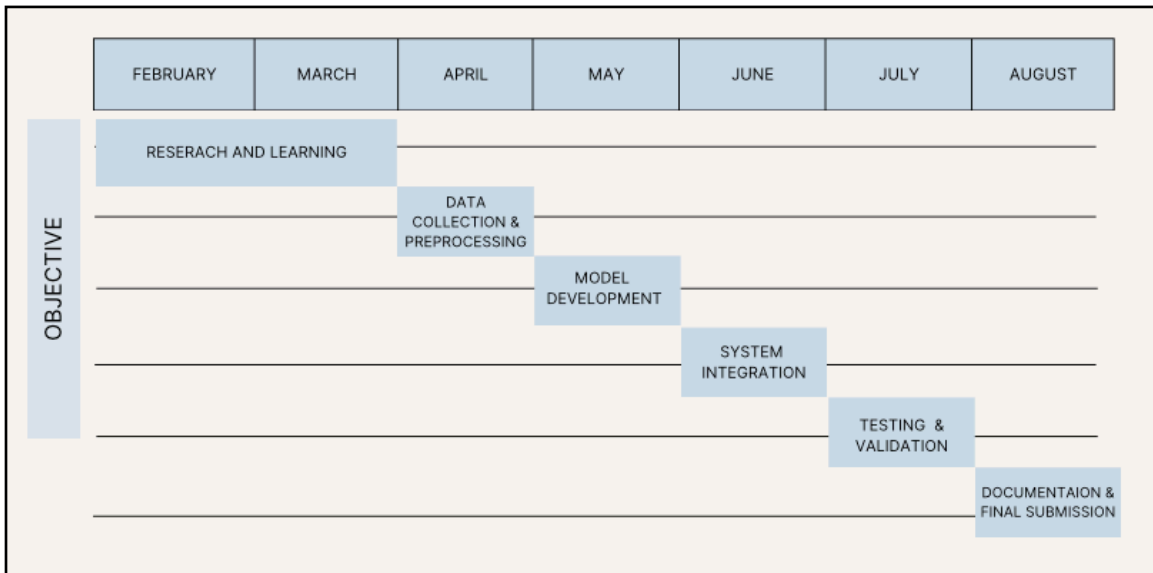 FEBRUARY MARCH APRIL MAY JUNE JULY AUGUST
OBJECTIVE
RESERACH AND LEARNING
DATA
COLLECTION &
PREPROCESSING
MODEL
DEVELOPMENT
SYSTEM
INTEGRATION
TESTING &
VALIDATION
DOCUMENTAION &
FINAL SUBMISSION